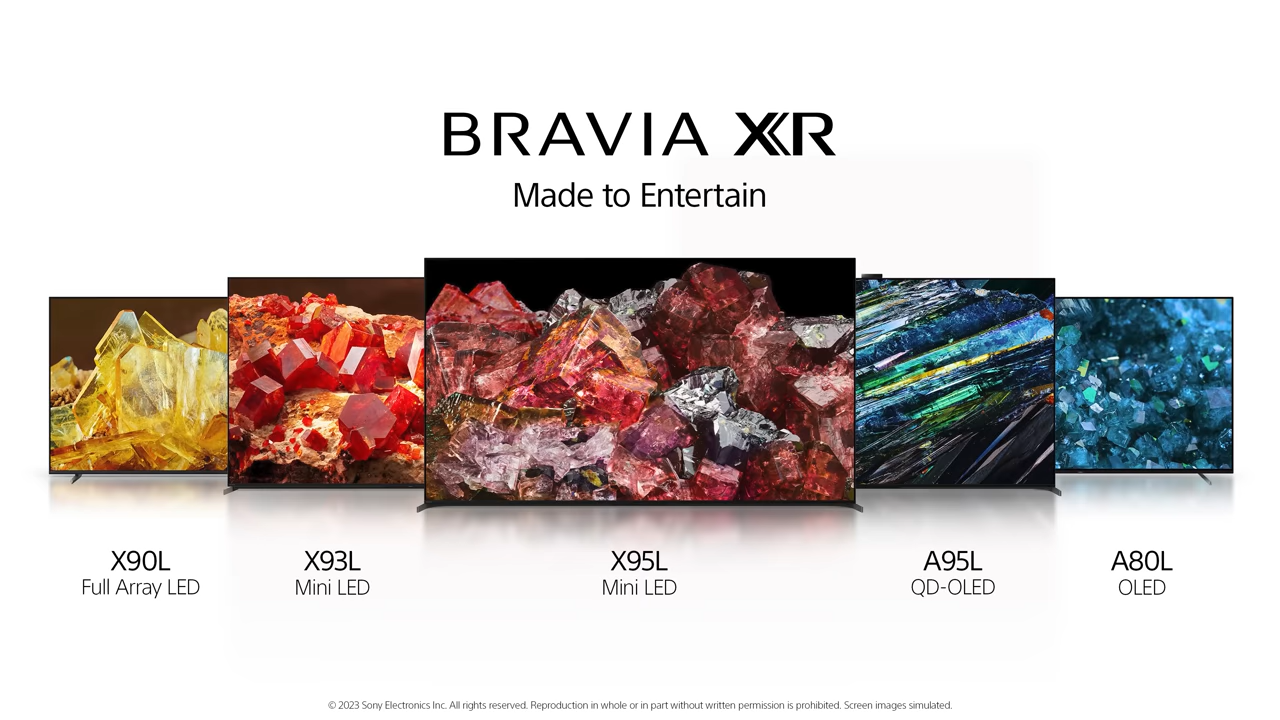 BRAVIA XR
Made to Entertain
X90L
Full Array LED
X93L
Mini LED
X95L
Mini LED
A95L
QD-OLED
A80L
OLED
© 2023 Sony Electronics Inc. All rights reserved. Reproduction in whole or in part without written permission is prohibited. Screen images simulated.